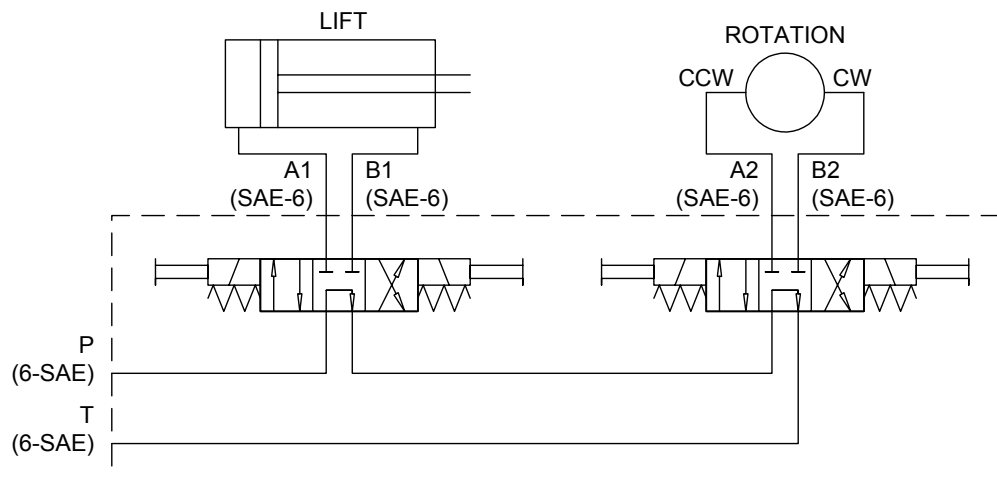 LIFT
ROTATION
CCW
CW
A1
(SAE-6)
B1
(SAE-6)
A2
(SAE-6)
B2
(SAE-6)
P
(6-SAE)
T
(6-SAE)